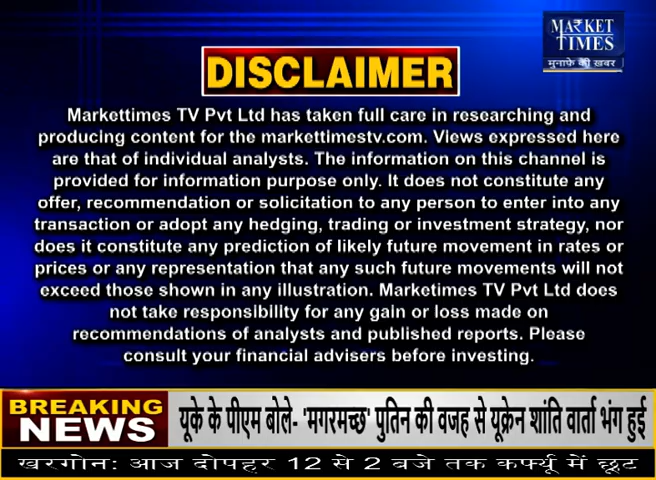 MARKET
TIMES
मुनाफे की ख़बर
DISCLAIMER
Markettimes TV Pvt Ltd has taken full care in researching and
producing content for the markettimestv.com. Views expressed here
are that of individual analysts. The information on this channel is
provided for information purpose only. It does not constitute any
offer, recommendation or solicitation to any person to enter into any
transaction or adopt any hedging, trading or investment strategy, nor
does it constitute any prediction of likely future movement in rates or
prices or any representation that any such future movements will not
exceed those shown in any illustration. Marketimes TV Pvt Ltd does
not take responsibility for any gain or loss made on
recommendations of analysts and published reports. Please
consult your financial advisers before investing.
BREAKING
NEWS
यूके के पीएम बोले- 'मगरमच्छ' पुतिन की वजह से यूक्रेन शांति वार्ता भंग हुई
खरगोन: आज दोपहर 12 से 2 बजे तक कर्फ्यू में छूट